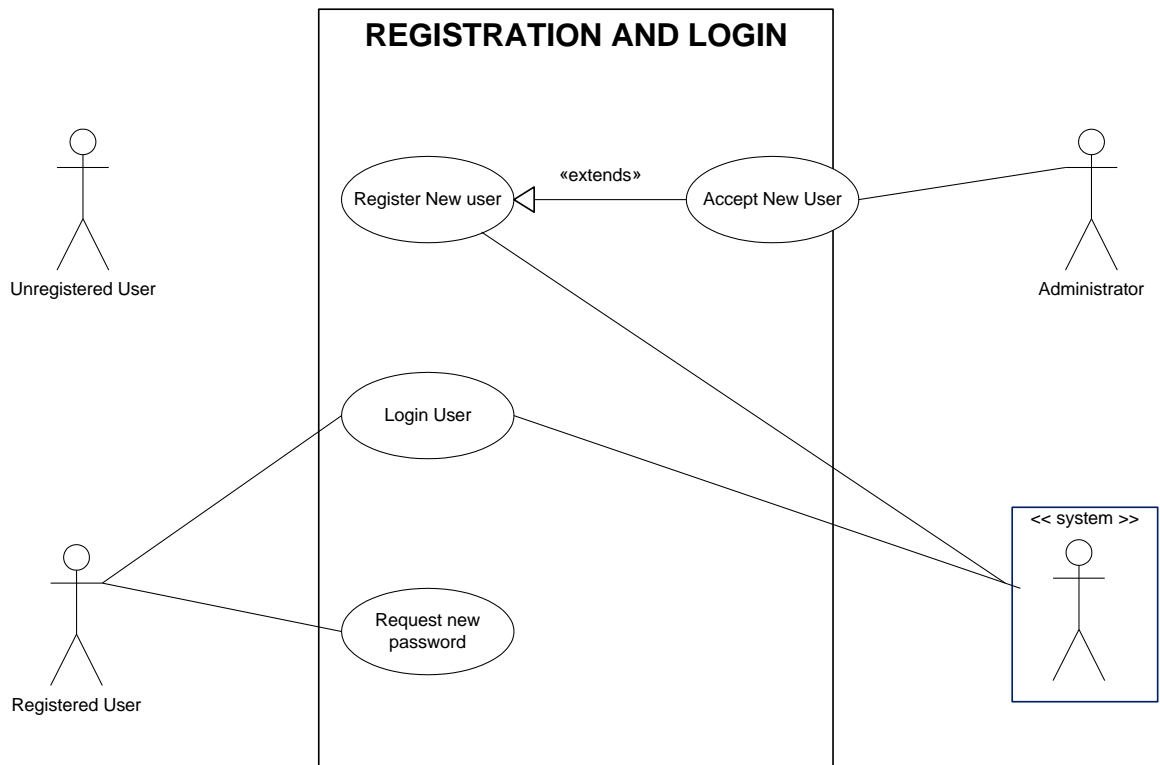 REGISTRATION AND LOGIN
«extends»
Register New user
Accept New User
Unregistered User
Administrator
Login User
<< system >>
Request new
password
Registered User